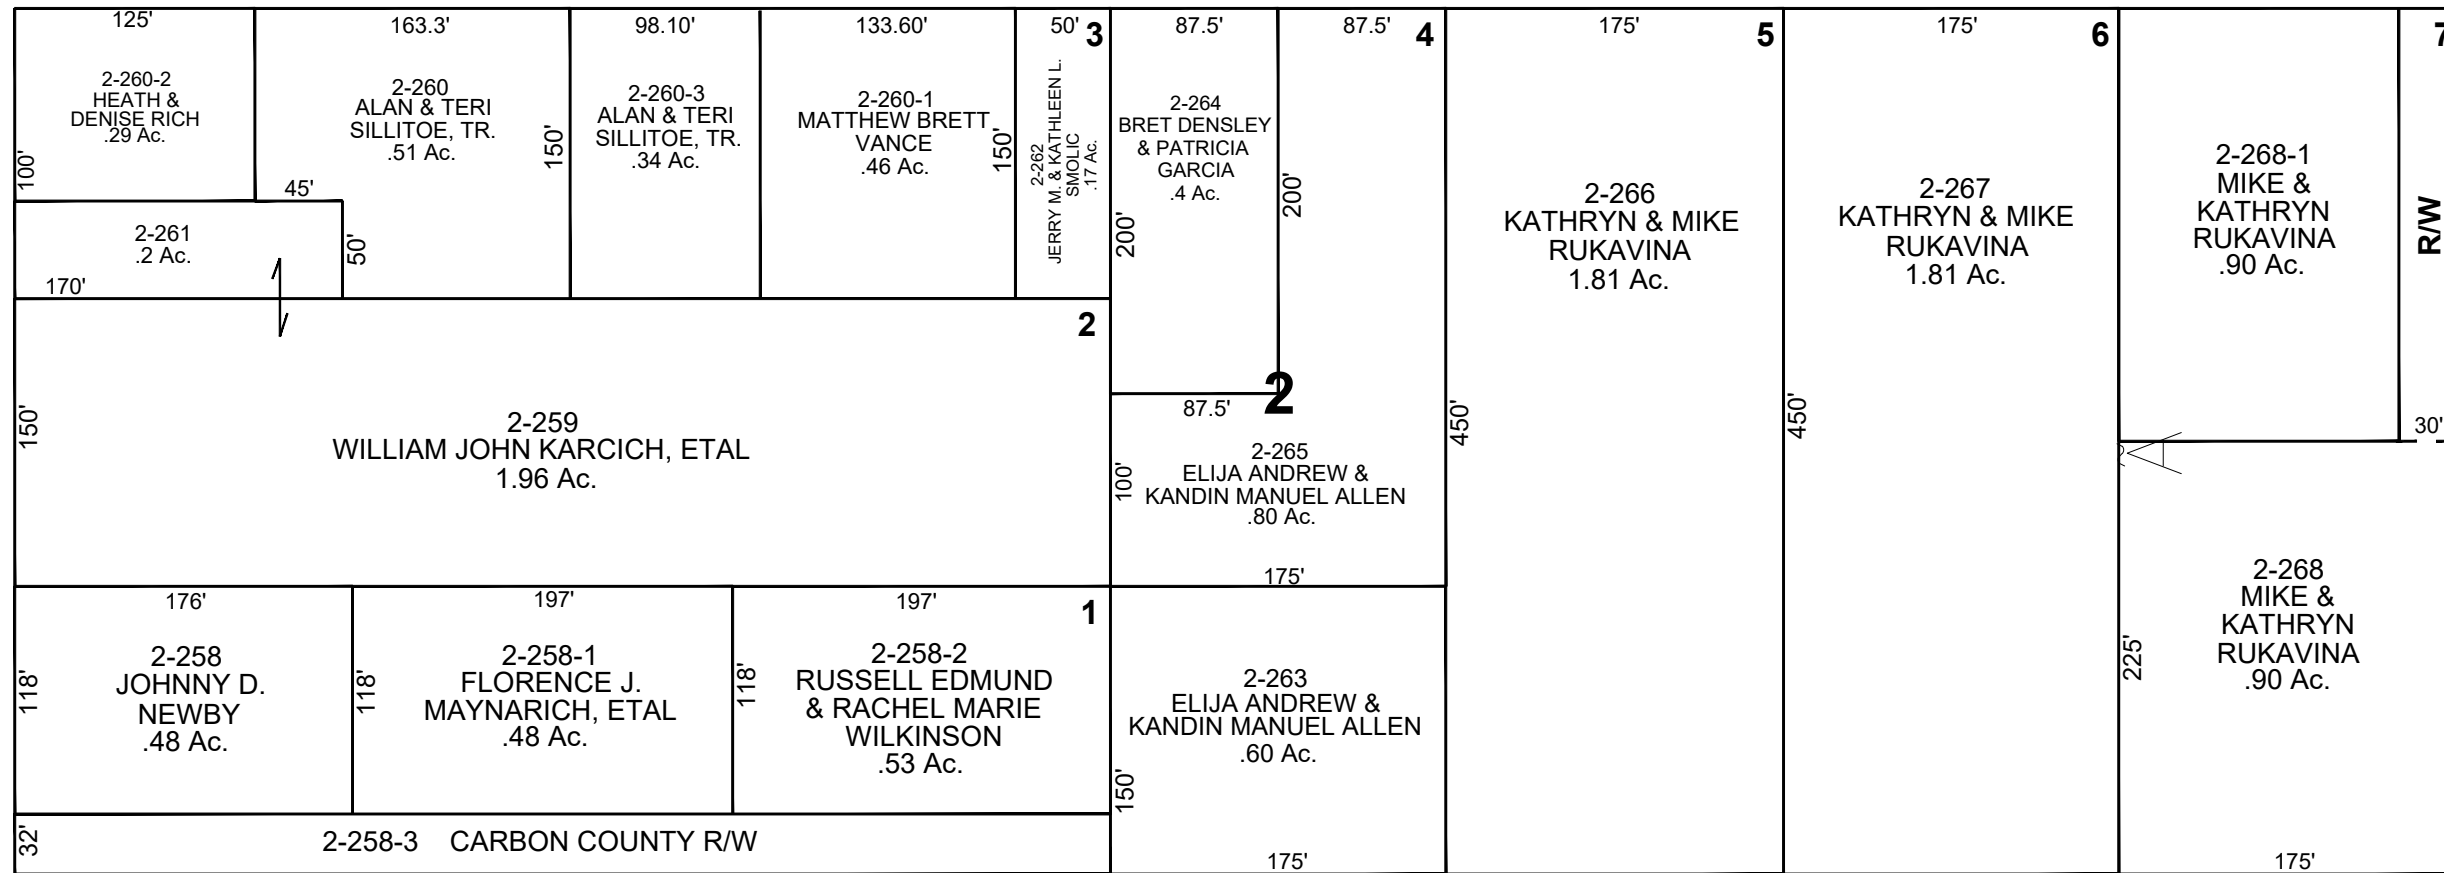 125'
2-260-2
HEATH &
DENISE RICH
.29 Ac.
100'
163.3'
2-260
ALAN & TERI
SILLITOE, TR.
.51 Ac.
150'
45'
98.10'
2-260-3
ALAN & TERI
SILLITOE, TR.
.34 Ac.
133.60'
2-260-1
MATTHEW BRETT
VANCE
.46 Ac.
150'
50'
3
2-262
JERRY M. & KATHLEEN L.
SMOLIC
.17 Ac.
2-261
.2 Ac.
50'
170'
87.5'
2-264
BRET DENSLEY
& PATRICIA
GARCIA
.4 Ac.
200'
87.5'
4
200'
2
87.5'
2-265
ELIJA ANDREW &
KANDIN MANUEL ALLEN
.80 Ac.
100'
175'
175'
5
2-266
KATHRYN & MIKE
RUKAVINA
1.81 Ac.
450'
175'
6
2-267
KATHRYN & MIKE
RUKAVINA
1.81 Ac.
450'
2-268-1
MIKE &
KATHRYN
RUKAVINA
.90 Ac.
7
R/W
30'
2
2-259
WILLIAM JOHN KARCICH, ETAL
1.96 Ac.
150'
176'
2-258
JOHNNY D.
NEWBY
.48 Ac.
118'
197'
2-258-1
FLORENCE J.
MAYNARICH, ETAL
.48 Ac.
118'
197'
1
2-258-2
RUSSELL EDMUND
& RACHEL MARIE
WILKINSON
.53 Ac.
118'
2-263
ELIJA ANDREW &
KANDIN MANUEL ALLEN
.60 Ac.
150'
175'
2-268
MIKE &
KATHRYN
RUKAVINA
.90 Ac.
225'
175'
32'
2-258-3 CARBON COUNTY R/W